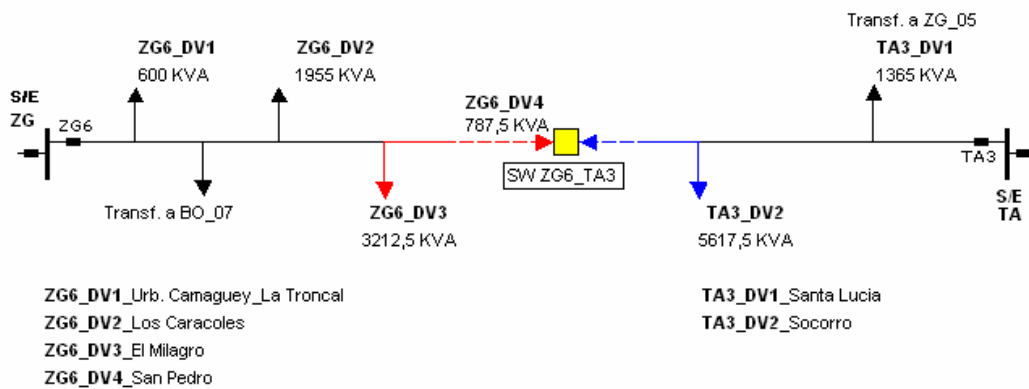 Transf. a ZG_05
ZG6_DV1
600 KVA
ZG6_DV2
1955 KVA
TA3_DV1
1365 KVA
S/E
ZG
ZG6
ZG6_DV4
787,5 KVA
SW ZG6_TA3
TA3
S/E
TA
Transf. a BO_07
ZG6_DV3
3212,5 KVA
TA3_DV2
5617,5 KVA
ZG6_DV1_Urb. Camaguey_La Troncal
ZG6_DV2_Los Caracoles
ZG6_DV3_El Milagro
ZG6_DV4_San Pedro
TA3_DV1_Santa Lucia
TA3_DV2_Socorro